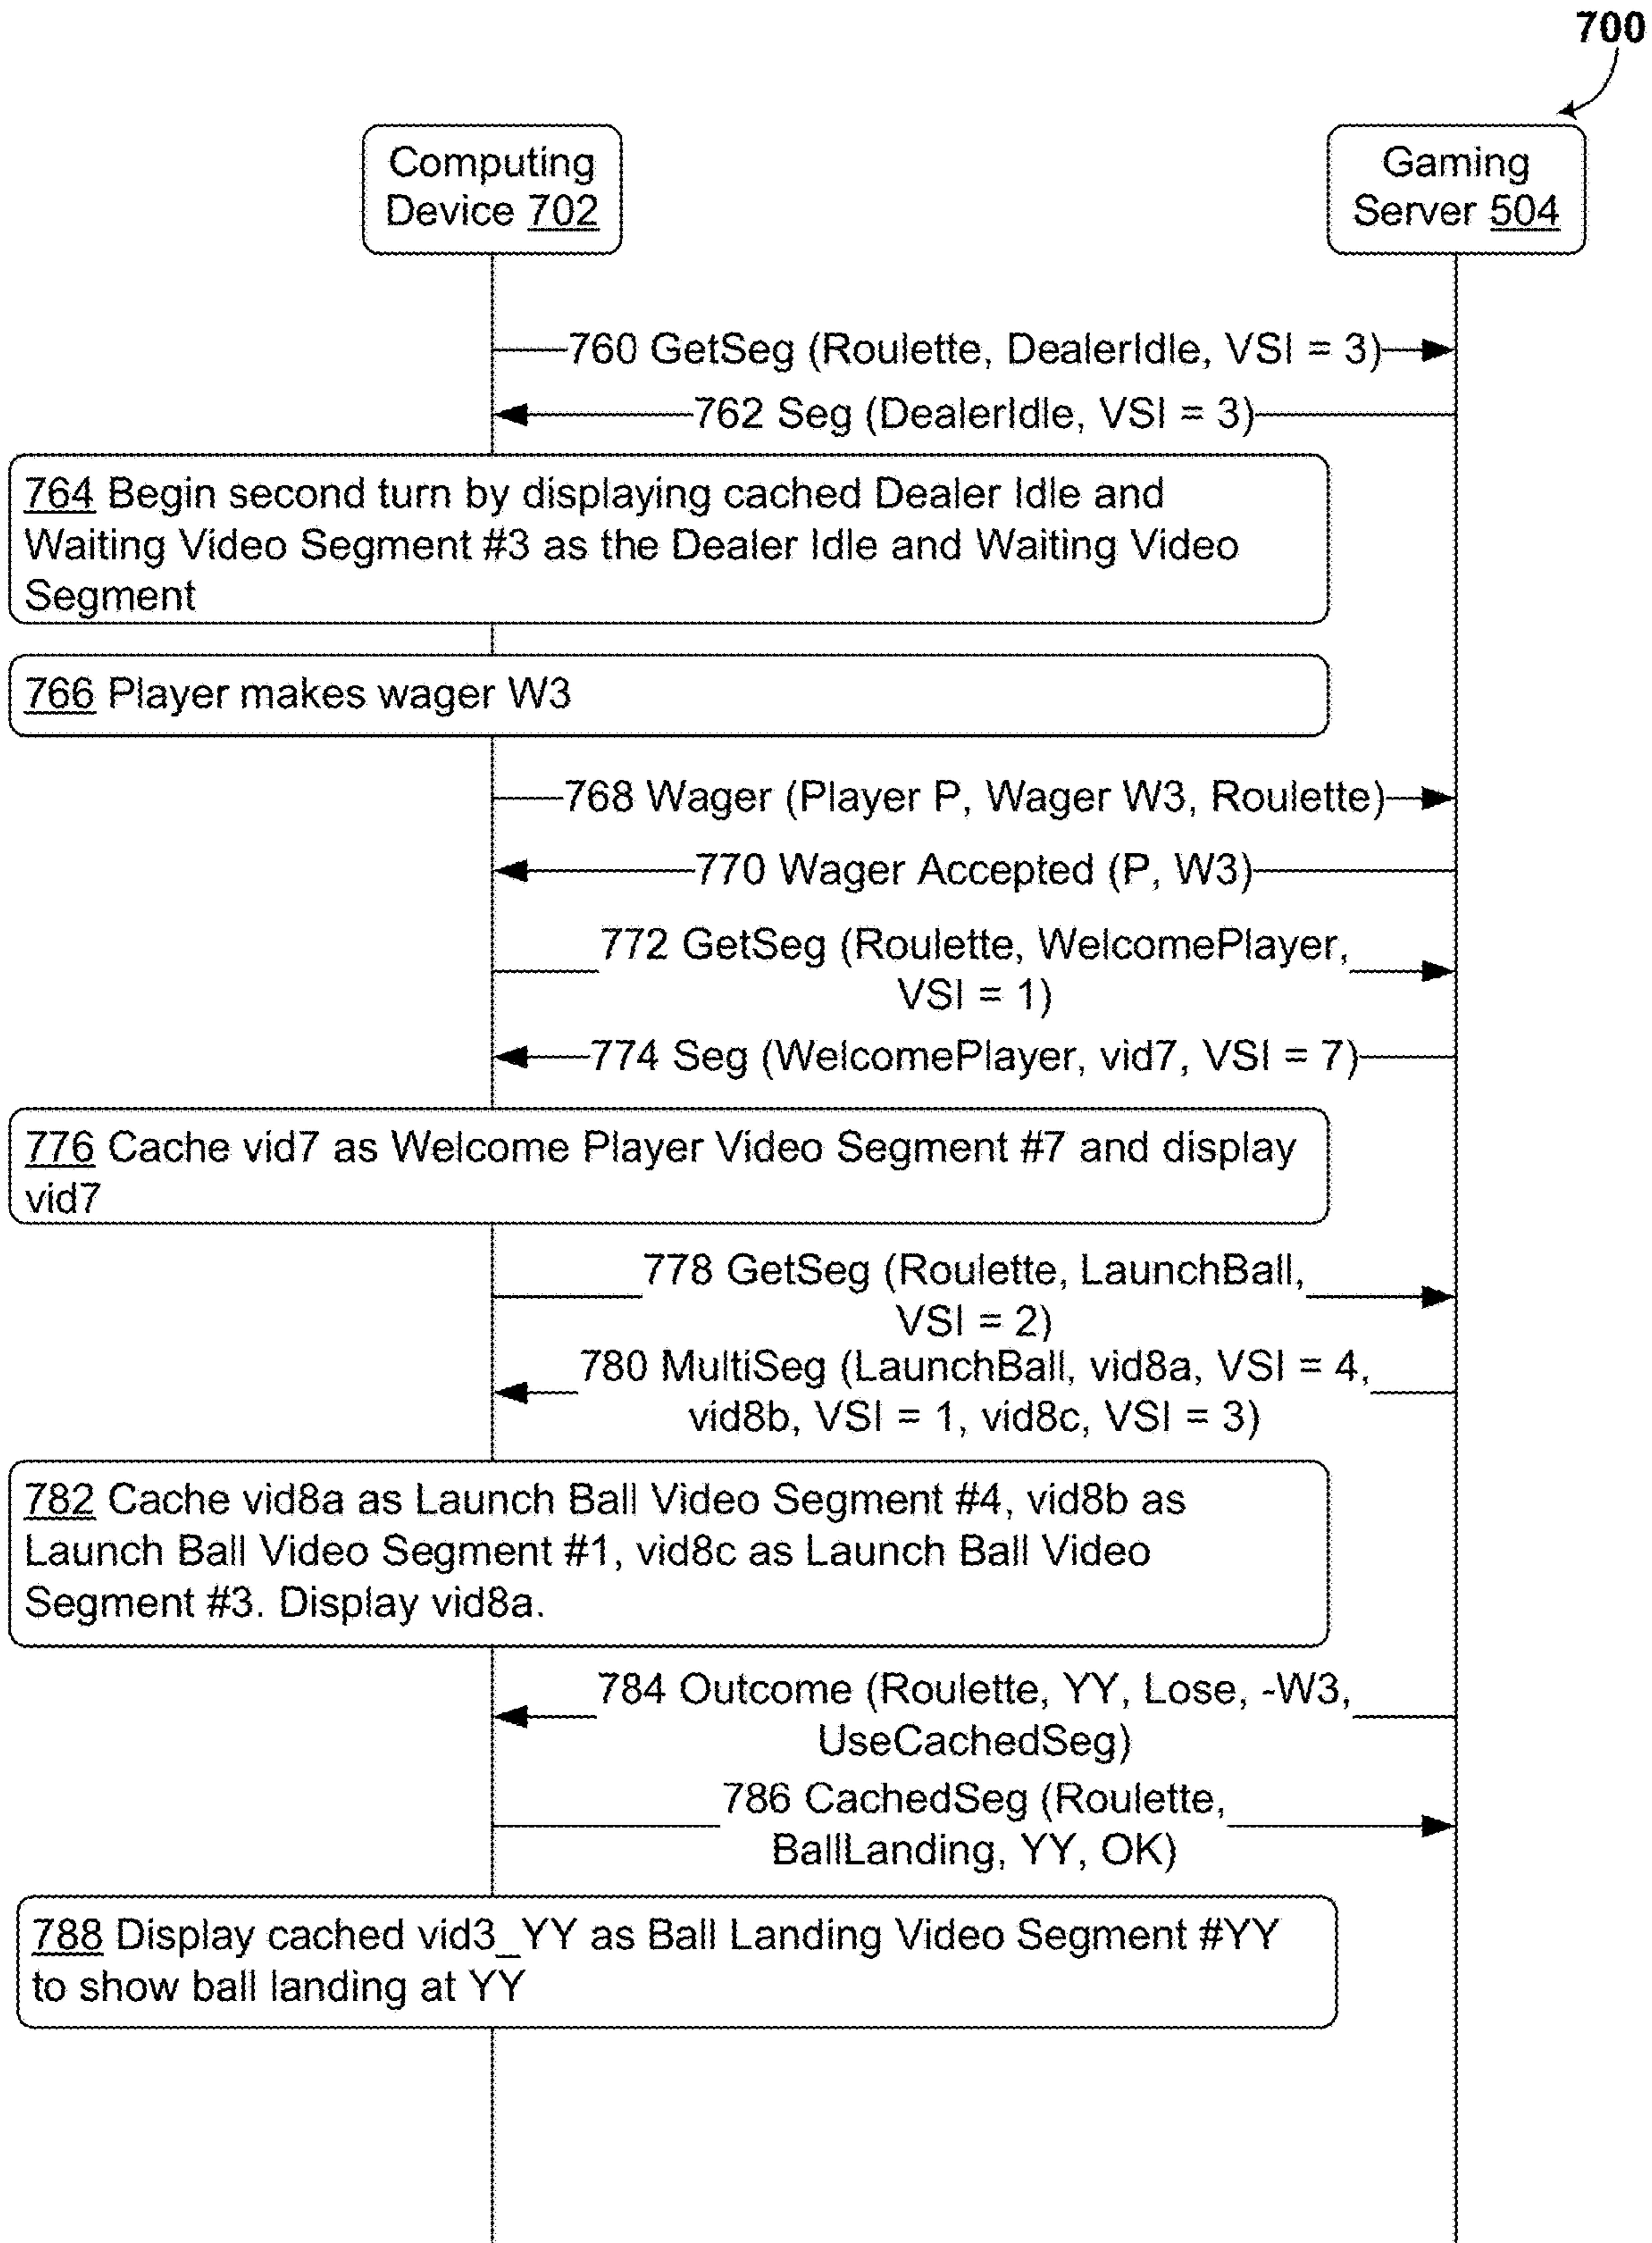 700
Computing
Device 702
Gaming
Server 504
760 GetSeg (Roulette, DealerIdle, VSI = 3)
762 Seg (DealerIdle, VSI = 3)
764 Begin second turn by displaying cached Dealer Idle and
Waiting Video Segment #3 as the Dealer Idle and Waiting Video
Segment
766 Player makes wager W3
768 Wager (Player P, Wager W3, Roulette)
770 Wager Accepted (P, W3)
772 GetSeg (Roulette, WelcomePlayer,
VSI = 1)
774 Seg (WelcomePlayer, vid7, VSI = 7)
776 Cache vid7 as Welcome Player Video Segment #7 and display
vid7
778 GetSeg (Roulette, LaunchBall,
VSI = 2)
780 MultiSeg (LaunchBall, vid8a, VSI = 4,
vid8b, VSI = 1, vid8c, VSI = 3)
782 Cache vid8a as Launch Ball Video Segment #4, vid8b as
Launch Ball Video Segment #1, vid8c as Launch Ball Video
Segment #3. Display vid8a.
784 Outcome (Roulette, YY, Lose, -W3,
UseCachedSeg)
786 CachedSeg (Roulette,
BallLanding, YY, OK)
788 Display cached vid3_YY as Ball Landing Video Segment #YY
to show ball landing at YY